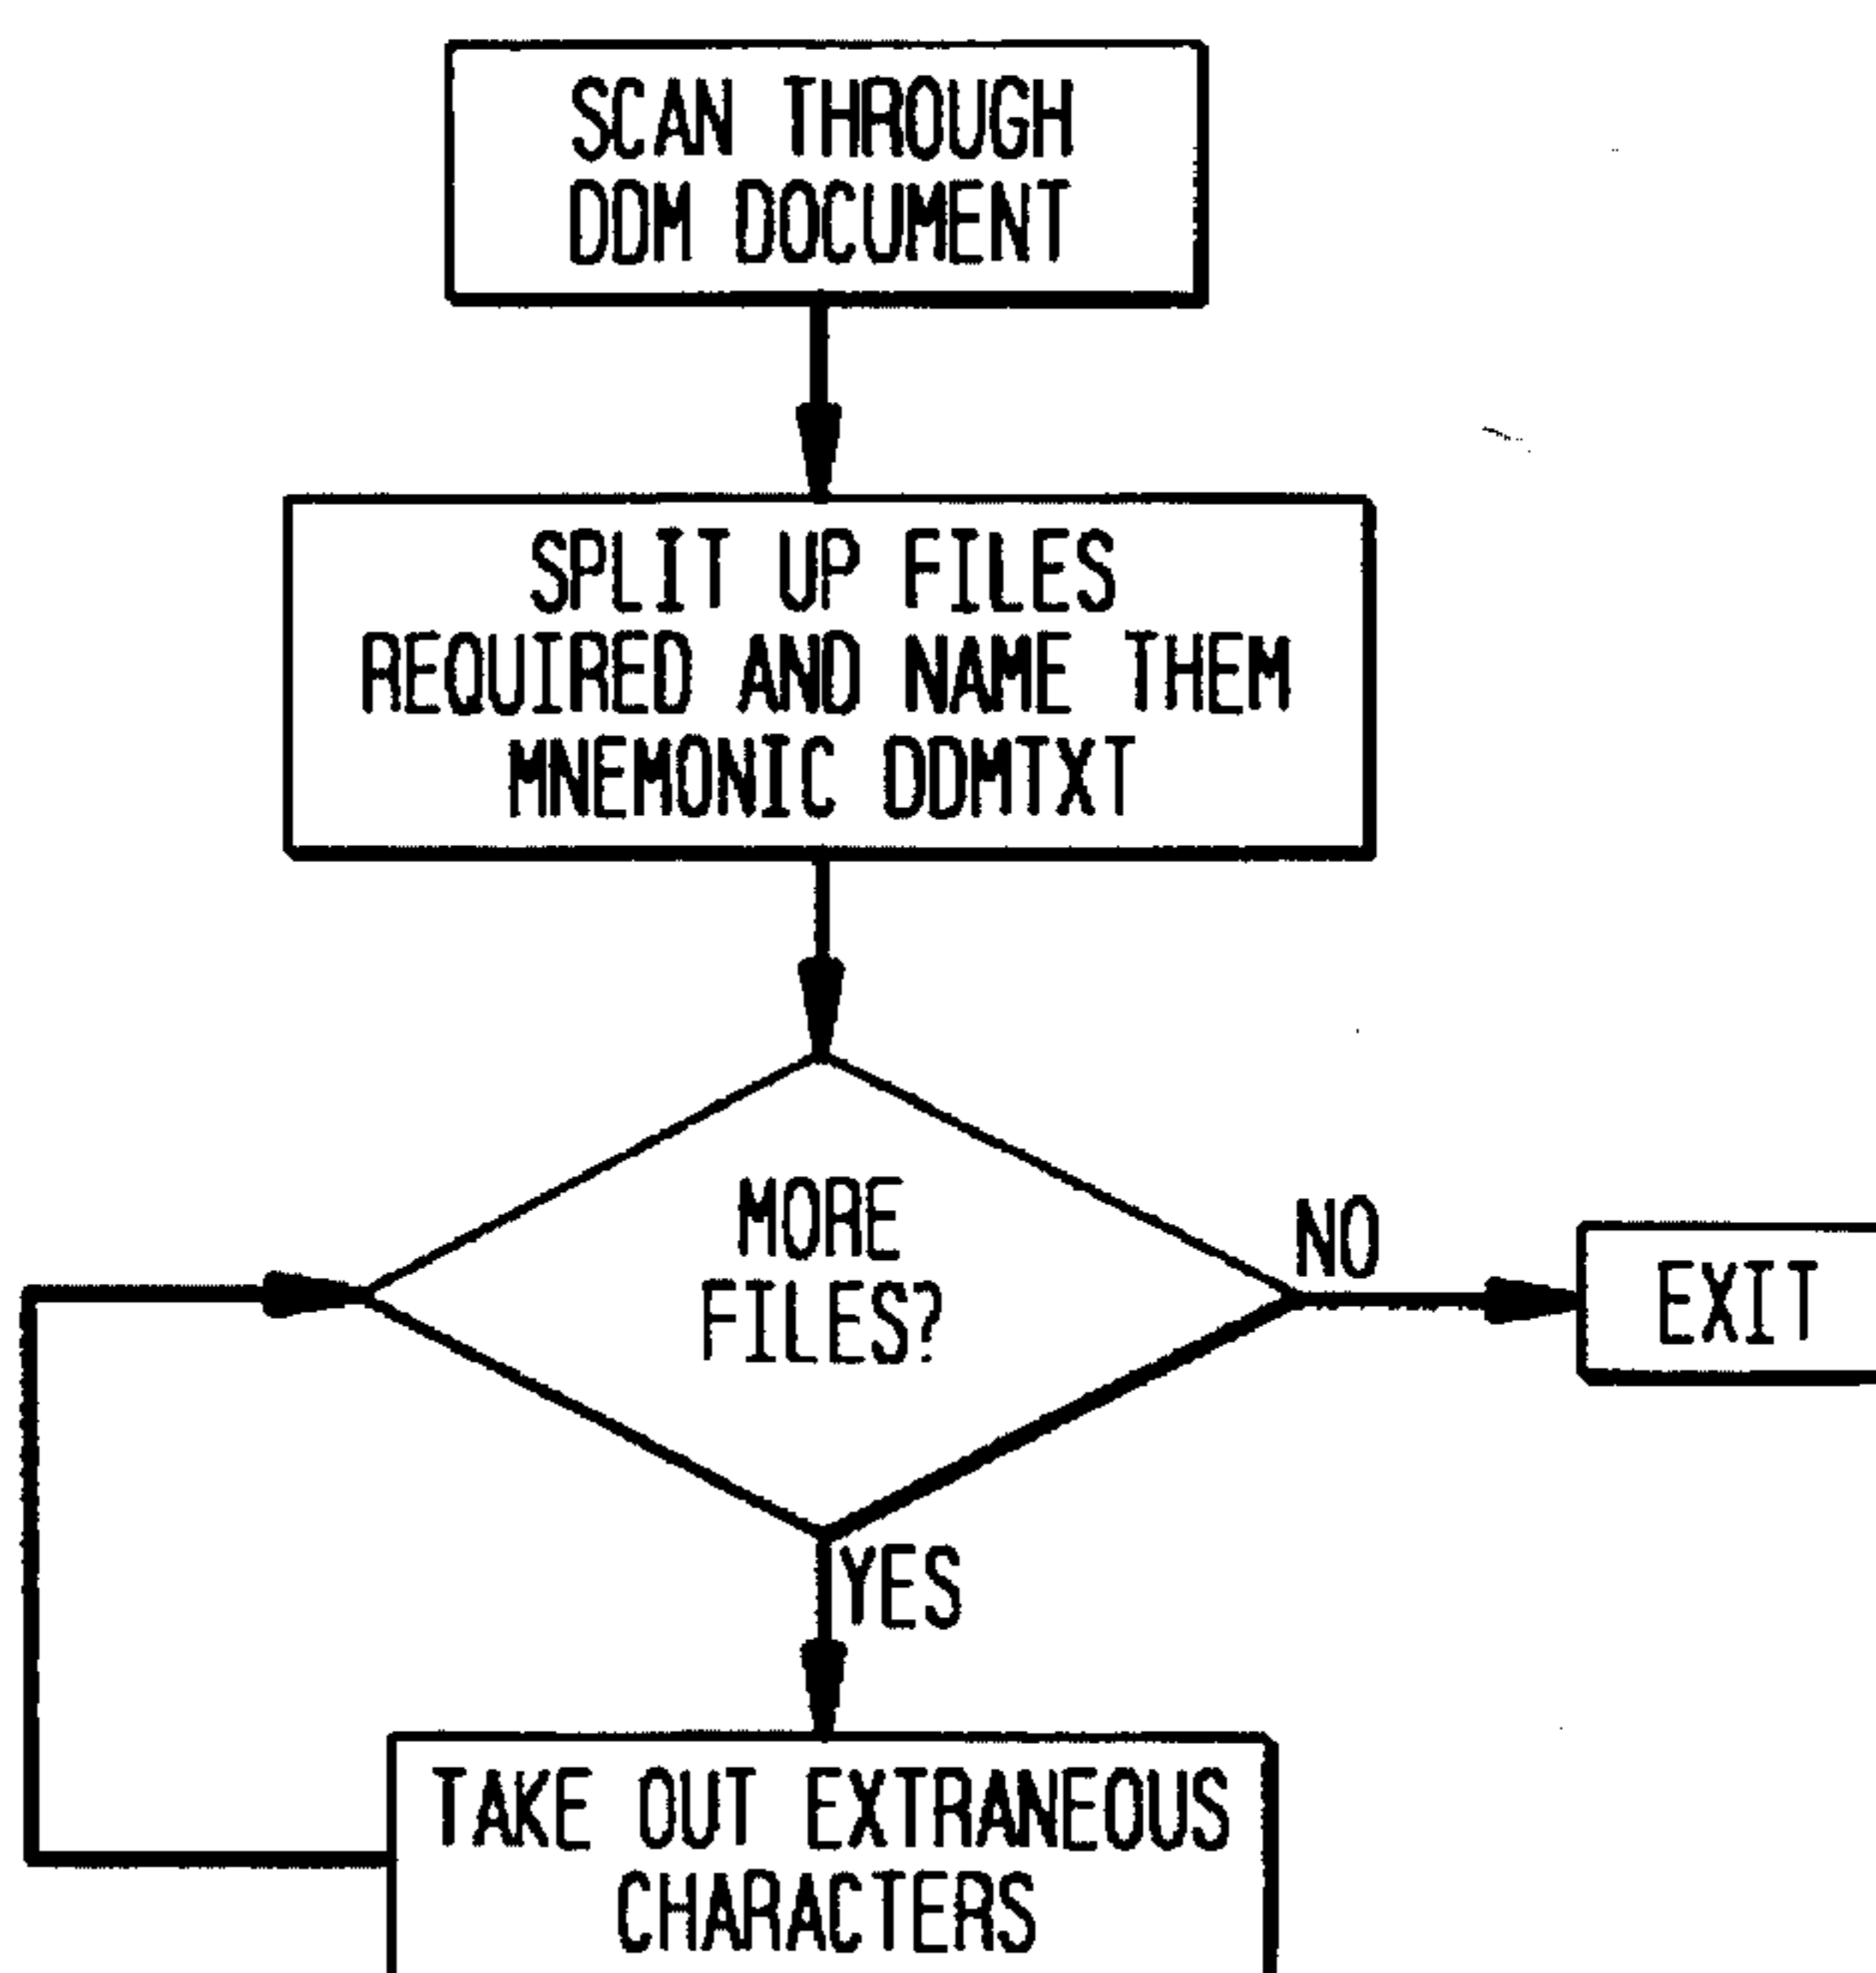 SCAN THROUGH
DDM DOCUMENT
SPLIT UP FILES
REQUIRED AND NAME THEM
MNEMONIC DDMTXT
MORE
FILES?
NO
EXIT
YES
TAKE OUT EXTRANEOUS
CHARACTERS